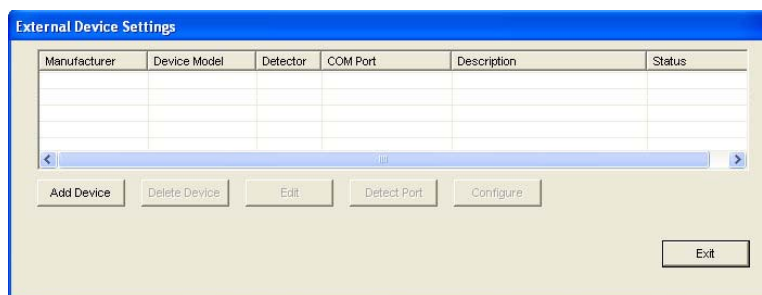 External Device Settings
Manufacturer Device Model Detector COM Port Description Status
Add Device Delete Device Edit Detect Port Configure
Exit